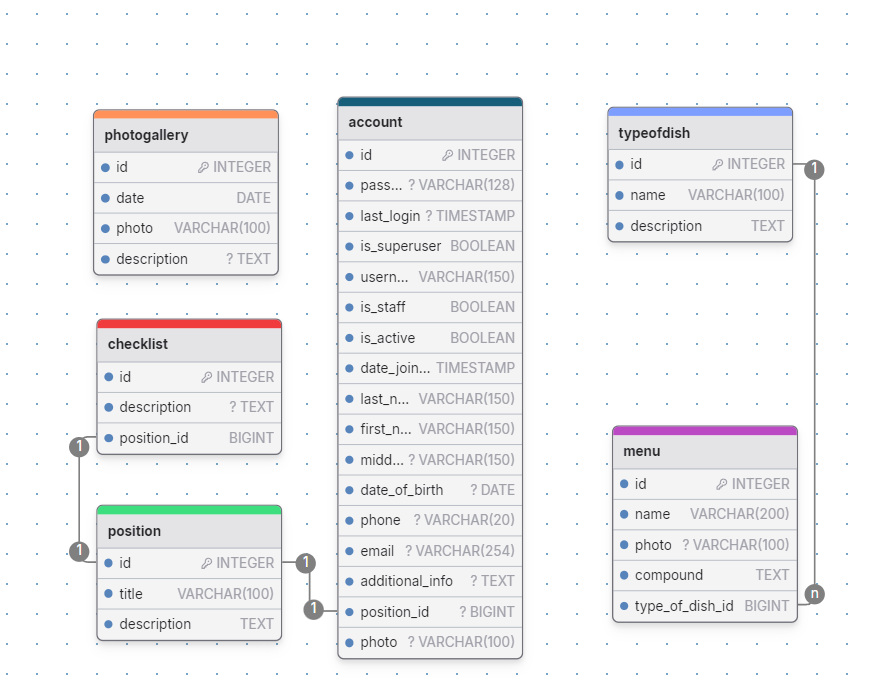 photogallery
id INTEGER
date DATE
photo VARCHAR(100)
description ? TEXT
checklist
id INTEGER
description ? TEXT
position_id BIGINT
1
1
position
id INTEGER
title VARCHAR(100)
description TEXT
1
1
account
id INTEGER
pass... ? VARCHAR(128)
last_login ? TIMESTAMP
is_superuser BOOLEAN
usern... VARCHAR(150)
is_staff BOOLEAN
is_active BOOLEAN
date_join... TIMESTAMP
last_n... VARCHAR(150)
first_n... VARCHAR(150)
midd... ? VARCHAR(150)
date_of_birth ? DATE
phone ? VARCHAR(20)
email ? VARCHAR(254)
additional_info ? TEXT
position_id ? BIGINT
photo ? VARCHAR(100)
typeofdish
id INTEGER
name VARCHAR(100)
description TEXT
1
menu
id INTEGER
name VARCHAR(200)
photo ? VARCHAR(100)
compound TEXT
type_of_dish_id BIGINT
n